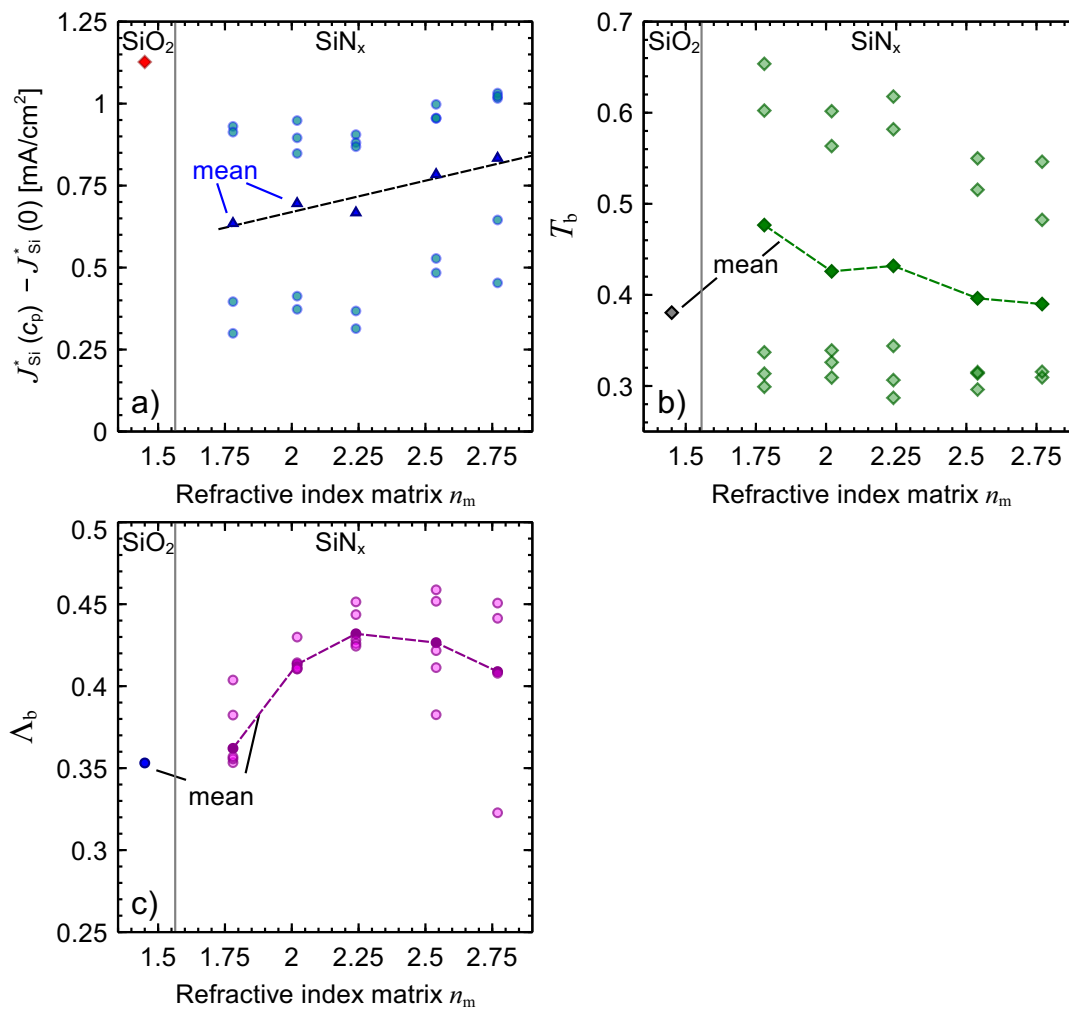 J*Si (cp) − J*Si (0) [mA/cm²]
1.25
1
0.75
0.5
0.25
0
SiO₂
SiNₓ
mean
a)
1.5
1.75
2
2.25
2.5
2.75
Refractive index matrix nₘ
Tb
0.7
0.6
0.5
0.4
0.3
SiO₂
SiNₓ
mean
b)
1.5
1.75
2
2.25
2.5
2.75
Refractive index matrix nₘ
Λb
0.5
0.45
0.4
0.35
0.3
0.25
SiO₂
SiNₓ
mean
c)
1.5
1.75
2
2.25
2.5
2.75
Refractive index matrix nₘ